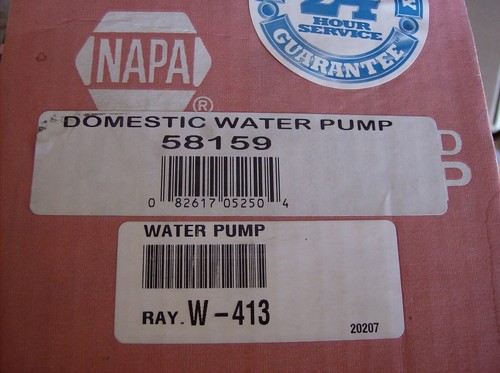 NAPA
®
24
HOUR
SERVICE
GUARANTEE
DOMESTIC WATER PUMP
58159
0 82617 05250 4
WATER PUMP
RAY. W-413
20207